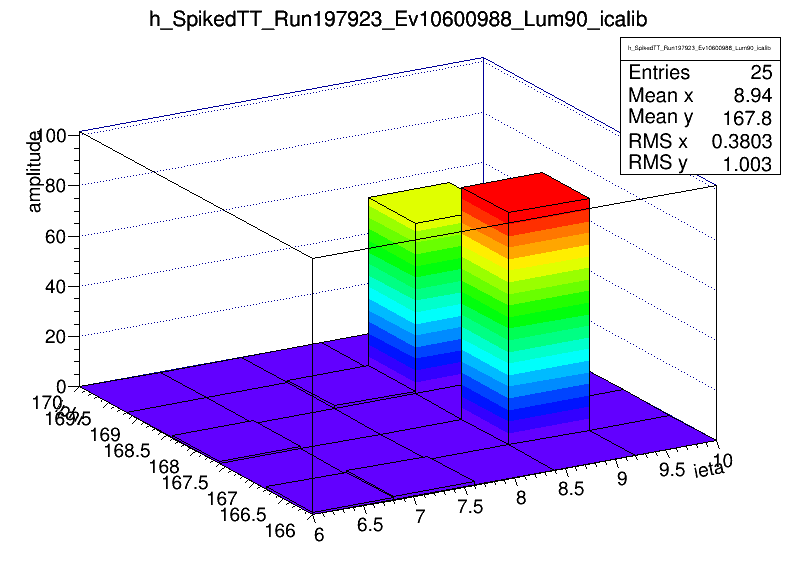 h_SpikedTT_Run197923_Ev10600988_Lum90_icalib
h_SpikedTT_Run197923_Ev10600988_Lum90_icalib
Entries 25
Mean x 8.94
Mean y 167.8
RMS x 0.3803
RMS y 1.003
amplitude
100
80
60
40
20
0
170
169.5
169
168.5
168
167.5
167
166.5
166
6
6.5
7
7.5
8
8.5
9
9.5
10
ieta